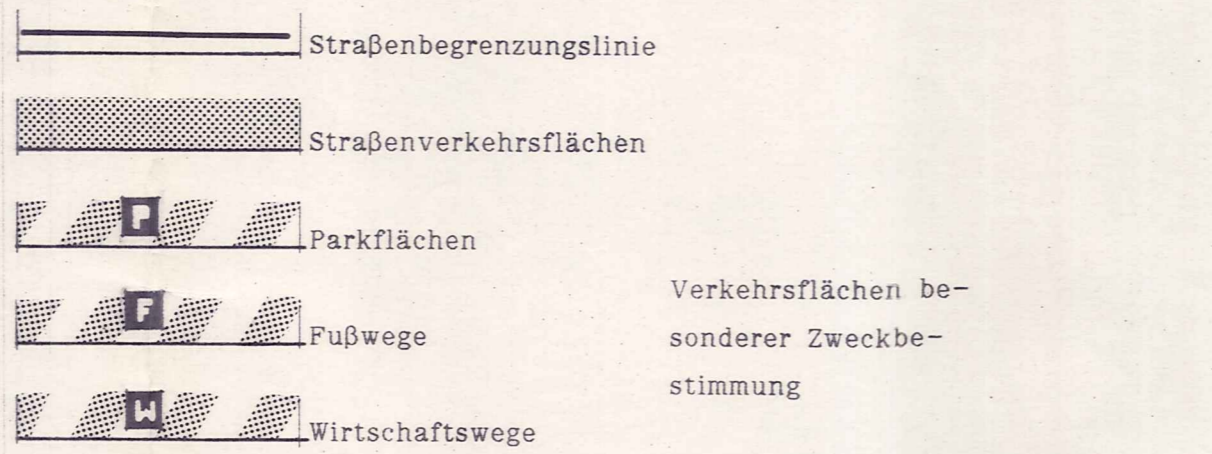 Straßenbegrenzungslinie
Straßenverkehrsflächen
P
Parkflächen
F
Fußwege
W
Wirtschaftswege
Verkehrsflächen be-
sonderer Zweckbe-
stimmung